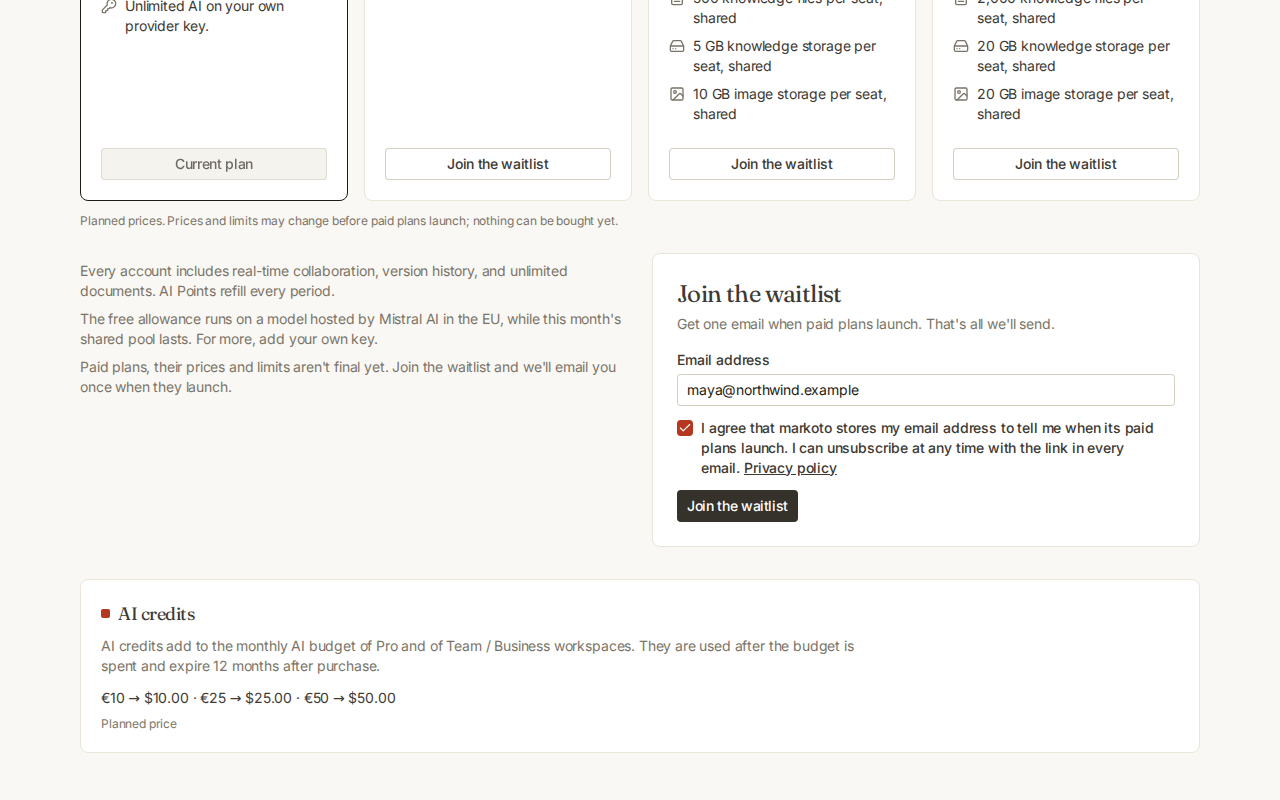 Unlimited AI on your own
provider key.
Current plan
Join the waitlist
seat, shared
5 GB knowledge storage per
seat, shared
10 GB image storage per seat,
shared
Join the waitlist
seat, shared
20 GB knowledge storage per
seat, shared
20 GB image storage per seat,
shared
Join the waitlist
Planned prices. Prices and limits may change before paid plans launch; nothing can be bought yet.
Every account includes real-time collaboration, version history, and unlimited
documents. AI Points refill every period.
The free allowance runs on a model hosted by Mistral AI in the EU, while this month's
shared pool lasts. For more, add your own key.
Paid plans, their prices and limits aren't final yet. Join the waitlist and we'll email you
once when they launch.
Join the waitlist
Get one email when paid plans launch. That's all we'll send.
Email address
maya@northwind.example
I agree that markoto stores my email address to tell me when its paid
plans launch. I can unsubscribe at any time with the link in every
email. Privacy policy
Join the waitlist
AI credits
AI credits add to the monthly AI budget of Pro and of Team / Business workspaces. They are used after the budget is
spent and expire 12 months after purchase.
€10 → $10.00 · €25 → $25.00 · €50 → $50.00
Planned price